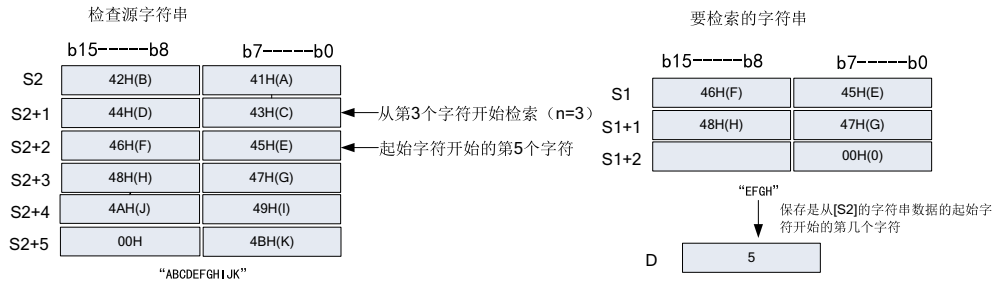 检查源字符串
b15-----b8 b7-----b0
S2 42H(B) 41H(A)
S2+1 44H(D) 43H(C) 从第3个字符开始检索（n=3）
S2+2 46H(F) 45H(E) 起始字符开始的第5个字符
S2+3 48H(H) 47H(G)
S2+4 4AH(J) 49H(I)
S2+5 00H 4BH(K)
“ABCDEFGHIJK”
要检索的字符串
b15-----b8 b7-----b0
S1 46H(F) 45H(E)
S1+1 48H(H) 47H(G)
S1+2 00H(0)
“EFGH”
保存是从[S2]的字符串数据的起始字
符开始的第几个字符
D 5